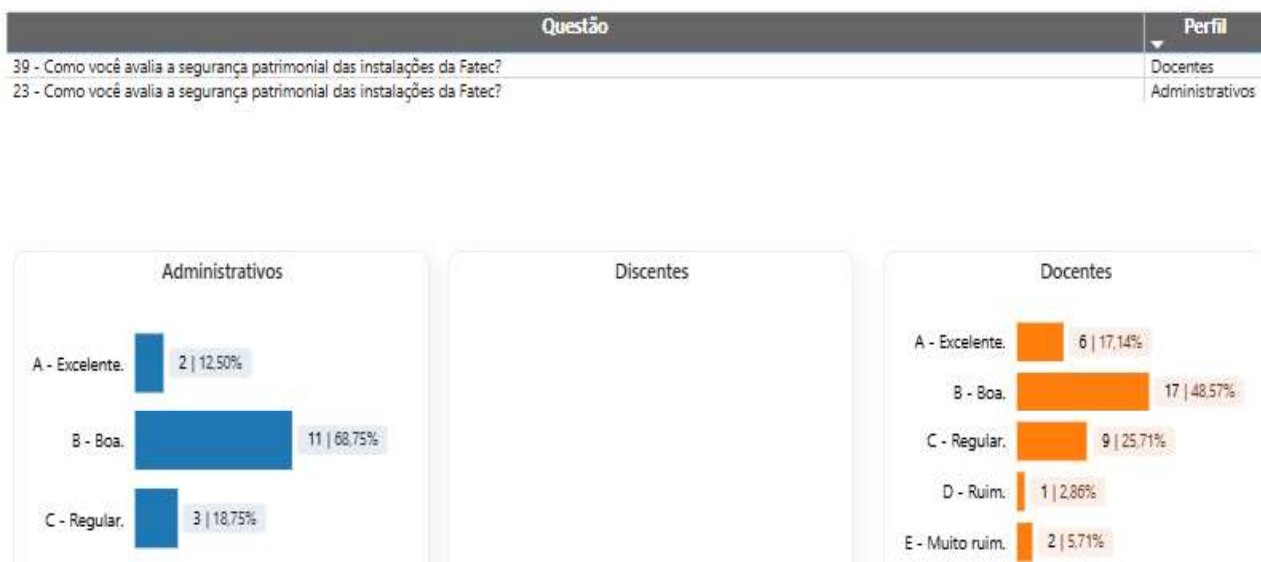 Questão Perfil
39 - Como você avalia a segurança patrimonial das instalações da Fatec? Docentes
23 - Como você avalia a segurança patrimonial das instalações da Fatec? Administrativos
Administrativos
A - Excelente. 2 | 12,50%
B - Boa. 11 | 68,75%
C - Regular. 3 | 18,75%
Discentes
Docentes
A - Excelente. 6 | 17,14%
B - Boa. 17 | 48,57%
C - Regular. 9 | 25,71%
D - Ruim. 1 | 2,86%
E - Muito ruim. 2 | 5,71%